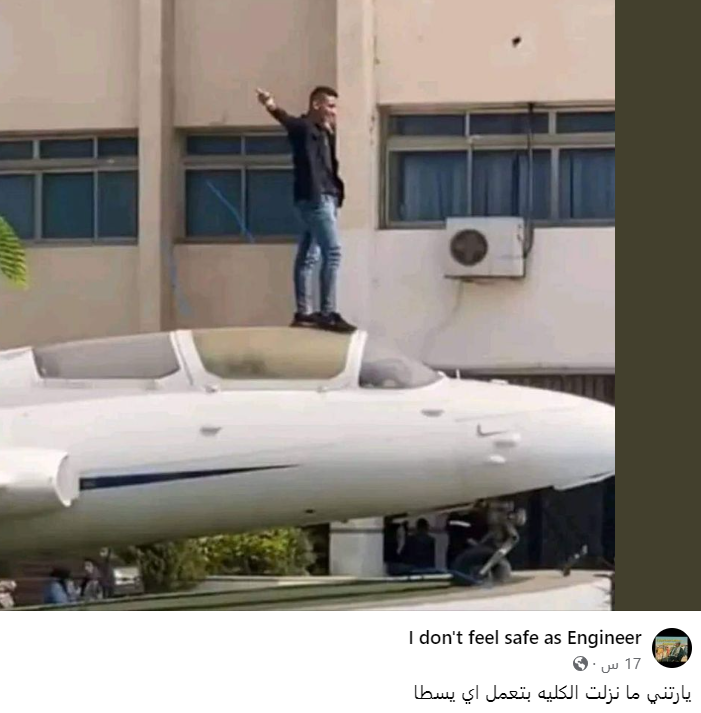 I don't feel safe as Engineer
17 س ·
يارتني ما نزلت الكليه بتعمل اي يسطا